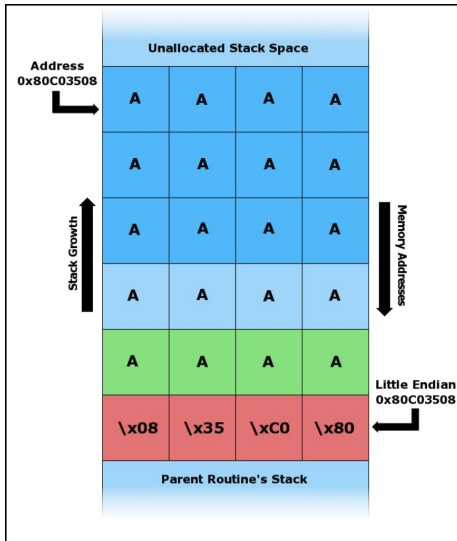 Unallocated Stack Space
Address
0x80C03508
A A A A
A A A A
Stack Growth
A A A A
Memory Addresses
A A A A
A A A A
Little Endian
0x80C03508
\x08 \x35 \xC0 \x80
Parent Routine's Stack